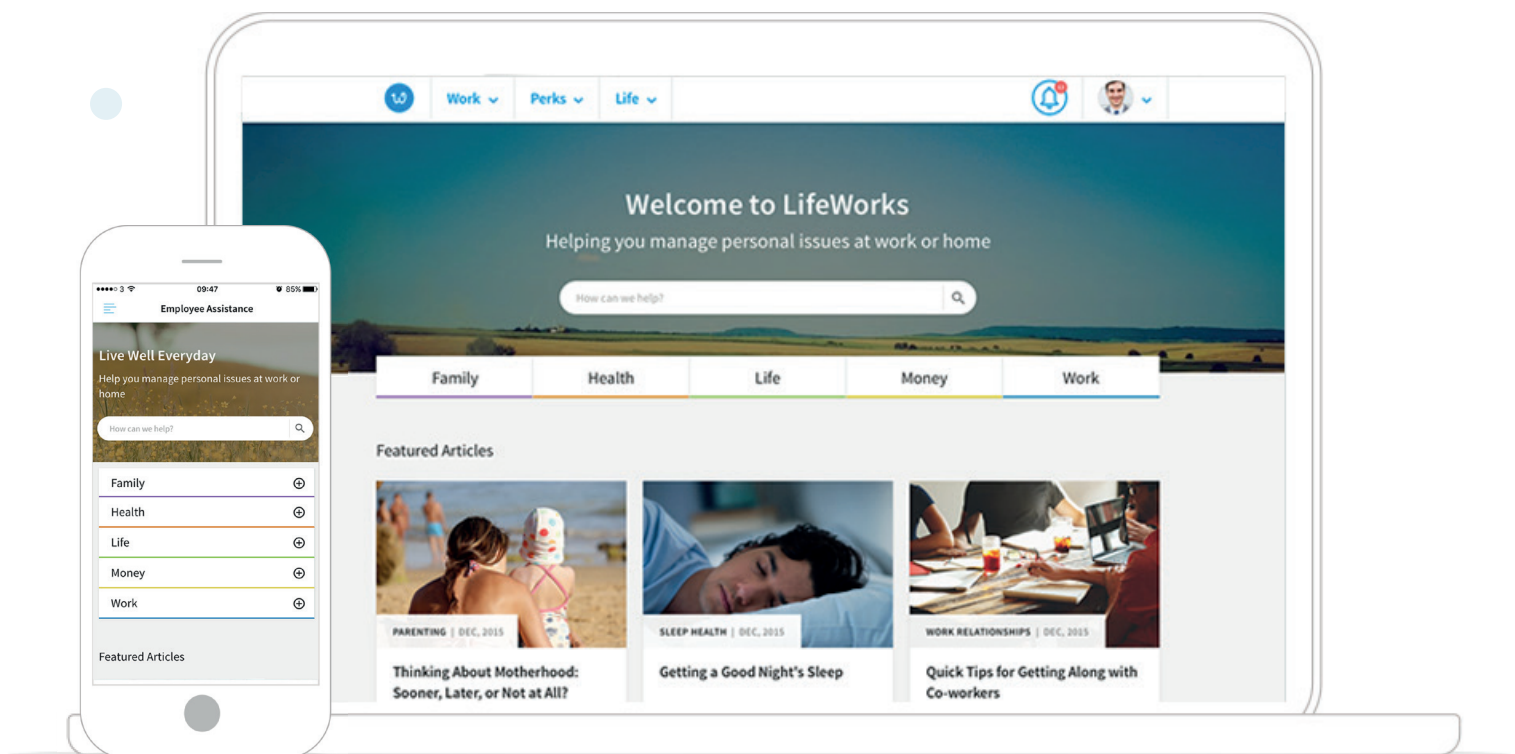 Work
Perks
Life
Welcome to LifeWorks
Helping you manage personal issues at work or home
How can we help?
Family
Health
Life
Money
Work
Featured Articles
PARENTING | DEC, 2015
Thinking About Motherhood:
Sooner, Later, or Not at All?
SLEEP HEALTH | DEC, 2015
Getting a Good Night's Sleep
WORK RELATIONSHIPS | DEC, 2015
Quick Tips for Getting Along with
Co-workers
3
09:47
85%
Employee Assistance
Live Well Everyday
Help you manage personal issues at work or
home
How can we help?
Family
Health
Life
Money
Work
Featured Articles